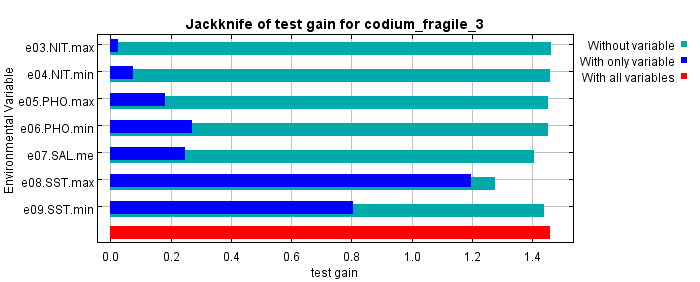 Jackknife of test gain for codium_fragile_3
Environmental Variable
e03.NIT.max
e04.NIT.min
e05.PHO.max
e06.PHO.min
e07.SAL.me
e08.SST.max
e09.SST.min
0.0 0.2 0.4 0.6 0.8 1.0 1.2 1.4
test gain
Without variable
With only variable
With all variables